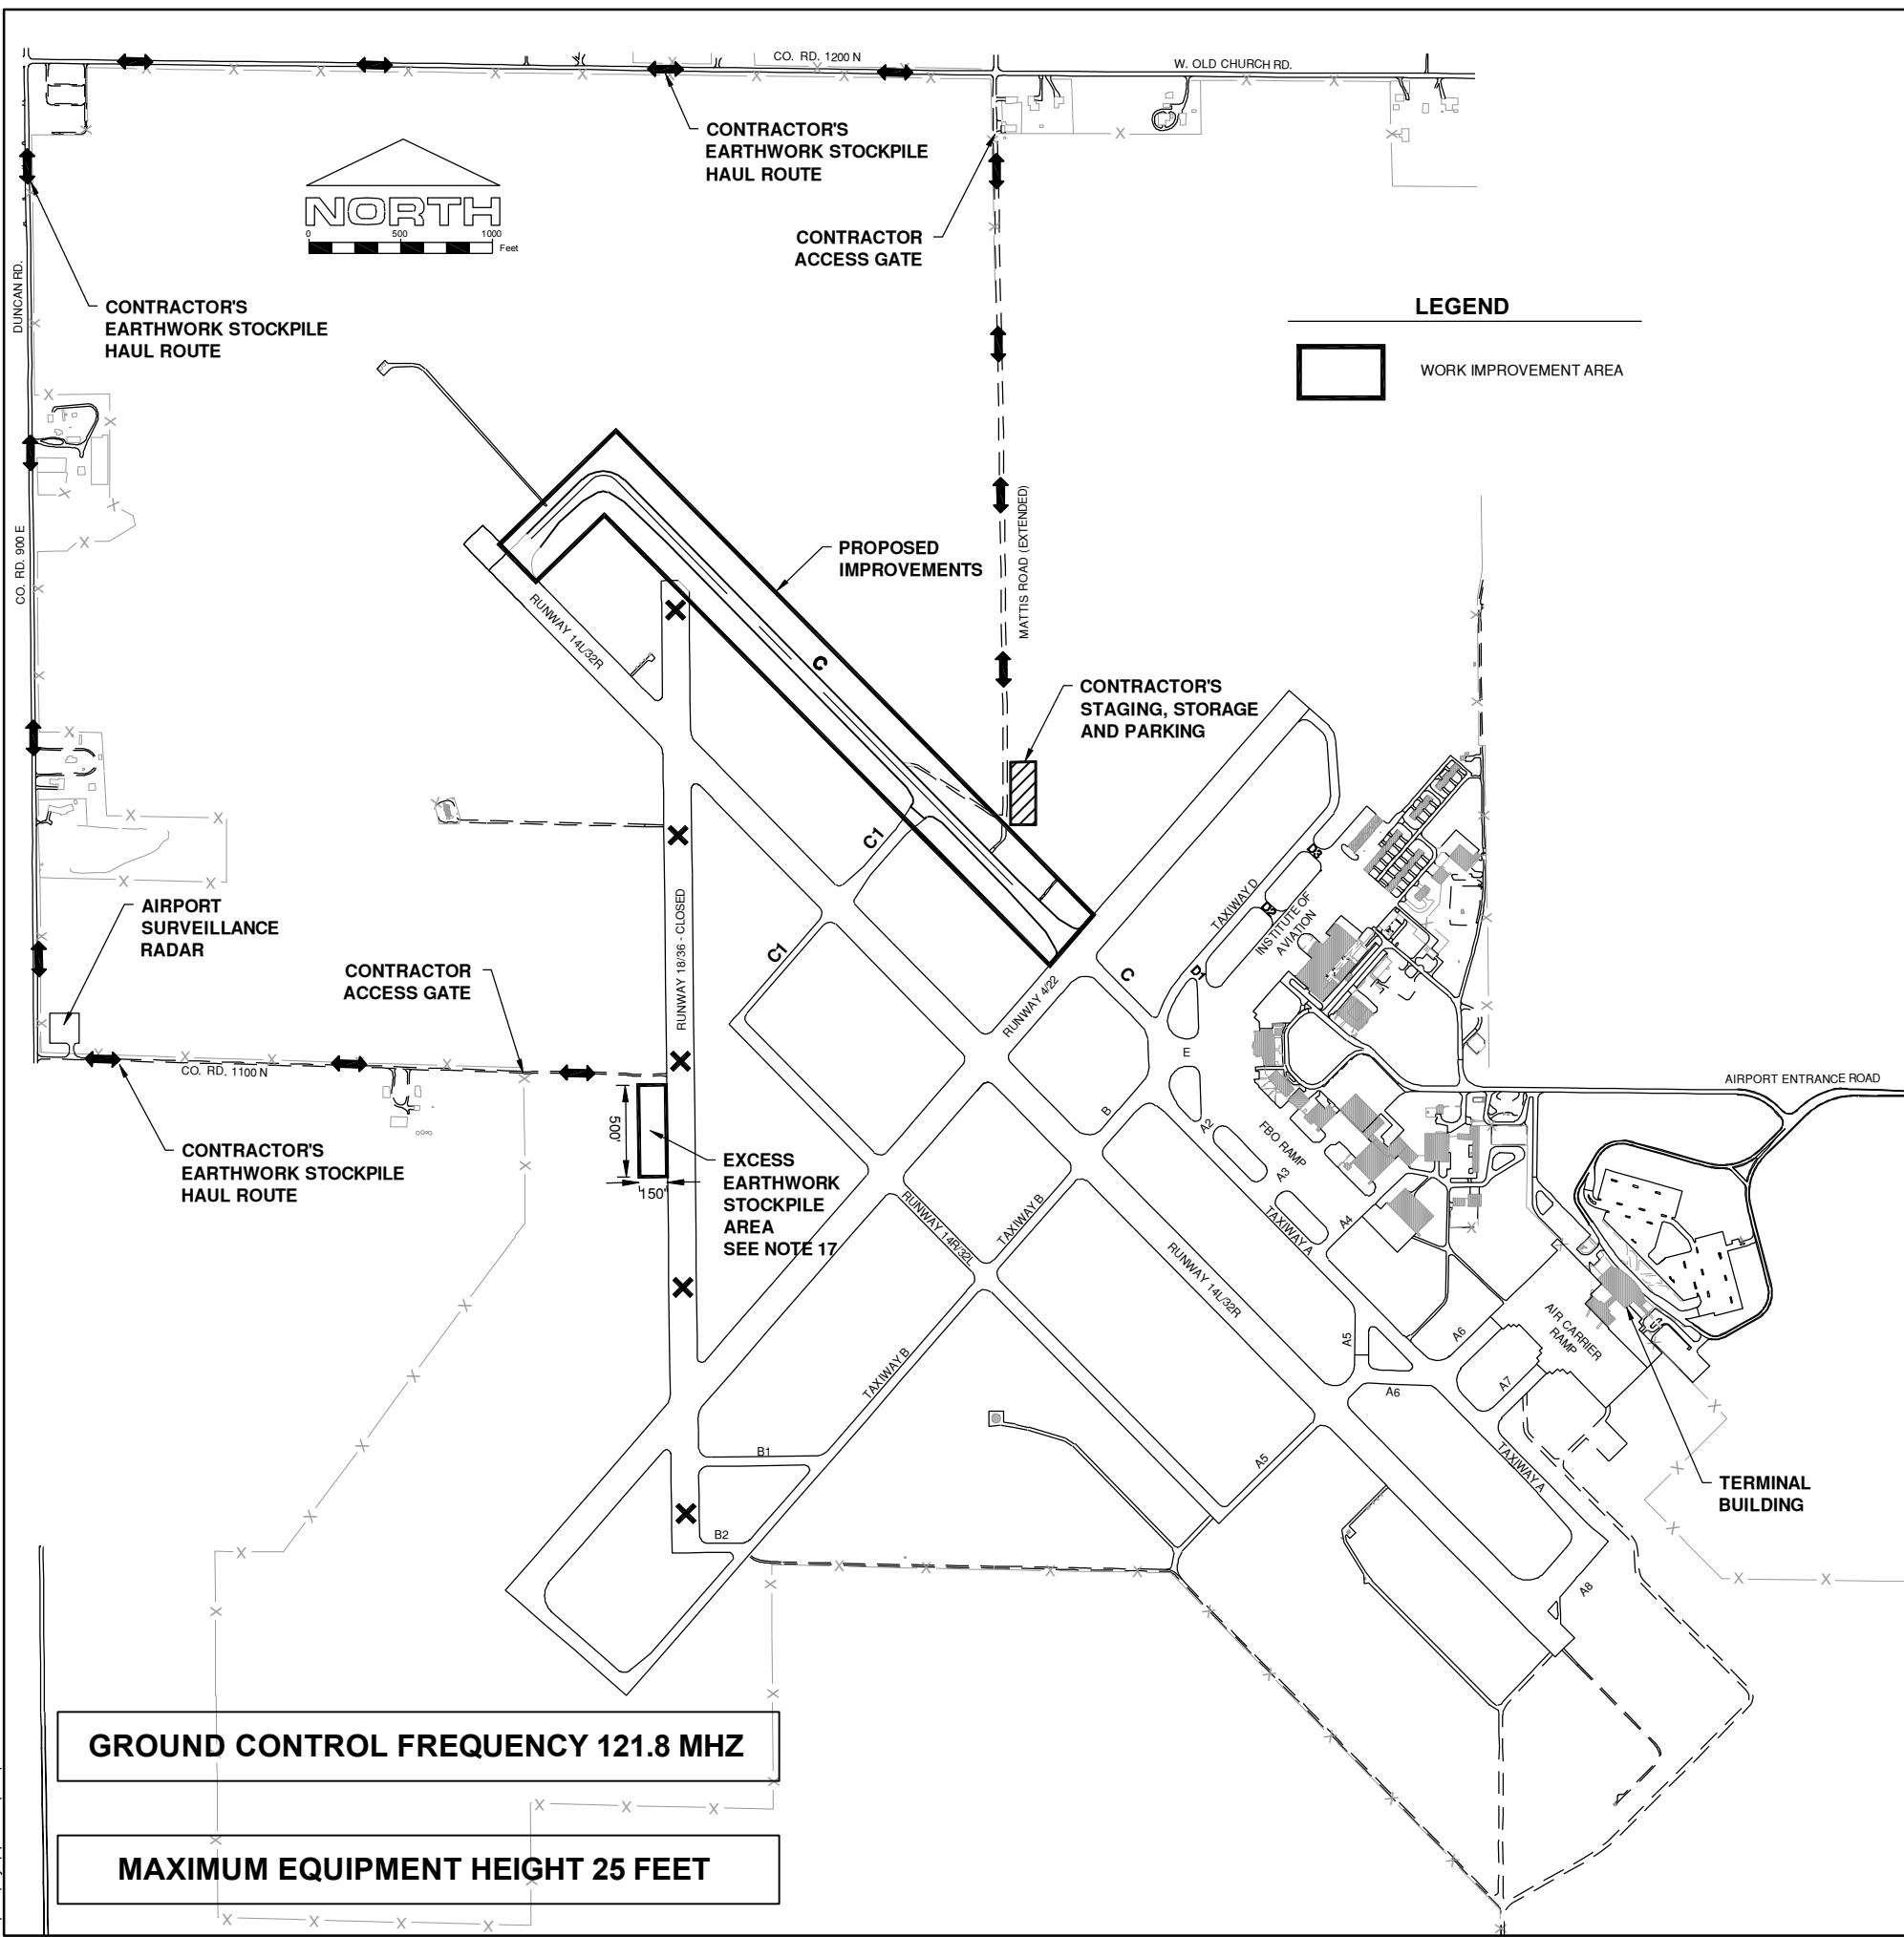 CO. RD. 1200 N
W. OLD CHURCH RD.
CONTRACTOR'S
EARTHWORK STOCKPILE
HAUL ROUTE
NORTH
0 500 1000
Feet
CONTRACTOR
ACCESS GATE
DUNCAN RD.
CONTRACTOR'S
EARTHWORK STOCKPILE
HAUL ROUTE
LEGEND
WORK IMPROVEMENT AREA
CO. RD. 900 E
PROPOSED
IMPROVEMENTS
MATTIS ROAD (EXTENDED)
RUNWAY 14L/32R
C
CONTRACTOR'S
STAGING, STORAGE
AND PARKING
C1
C1
RUNWAY 18/36 - CLOSED
AIRPORT
SURVEILLANCE
RADAR
CONTRACTOR
ACCESS GATE
TAXIWAY D
D3
D2
D1
INSTITUTE OF
AVIATION
C
RUNWAY 4/22
E
CO. RD. 1100 N
AIRPORT ENTRANCE ROAD
CONTRACTOR'S
EARTHWORK STOCKPILE
HAUL ROUTE
500'
150'
EXCESS
EARTHWORK
STOCKPILE
AREA
SEE NOTE 17
B
A2
FBO RAMP
A3
A4
TAXIWAY A
RUNWAY 14R/32L
TAXIWAY B
RUNWAY 14L/32R
AIR CARRIER
RAMP
A5
A6
A6
A7
TAXIWAY B
B1
B2
A5
TAXIWAY A
A8
TERMINAL
BUILDING
GROUND CONTROL FREQUENCY 121.8 MHZ
MAXIMUM EQUIPMENT HEIGHT 25 FEET